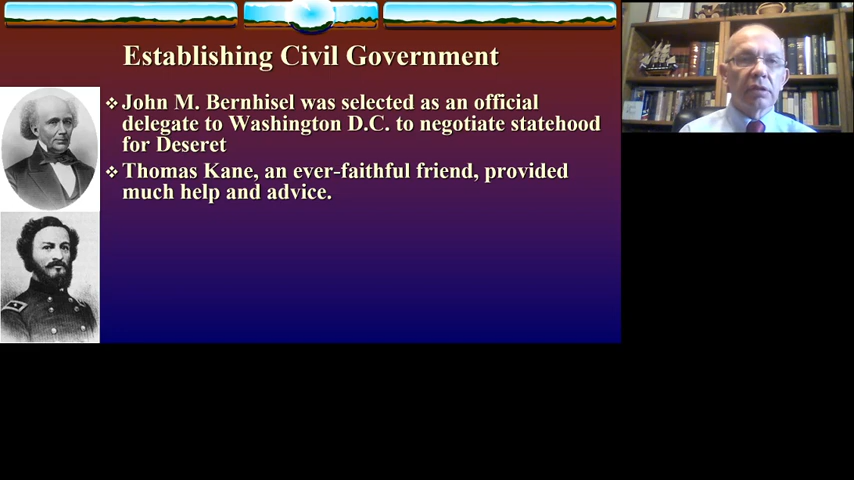 Establishing Civil Government
John M. Bernhisel was selected as an official
delegate to Washington D.C. to negotiate statehood
for Deseret
Thomas Kane, an ever-faithful friend, provided
much help and advice.